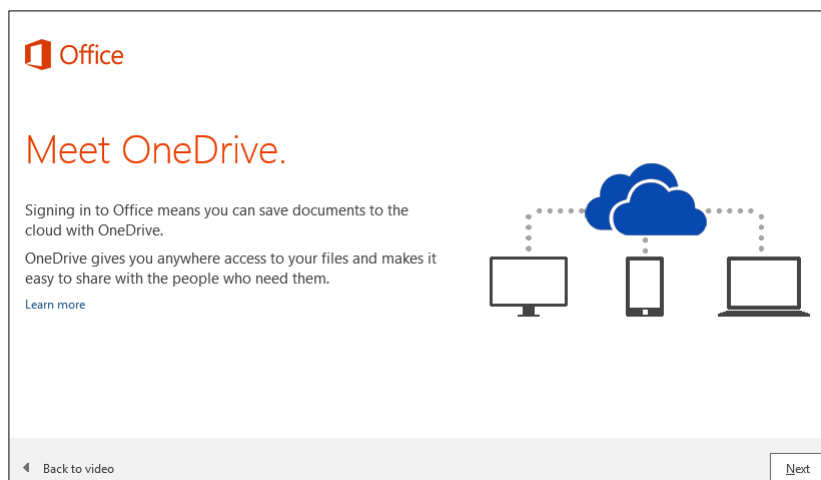 Office
Meet OneDrive.
Signing in to Office means you can save documents to the
cloud with OneDrive.
OneDrive gives you anywhere access to your files and makes it
easy to share with the people who need them.
Learn more
Back to video
Next